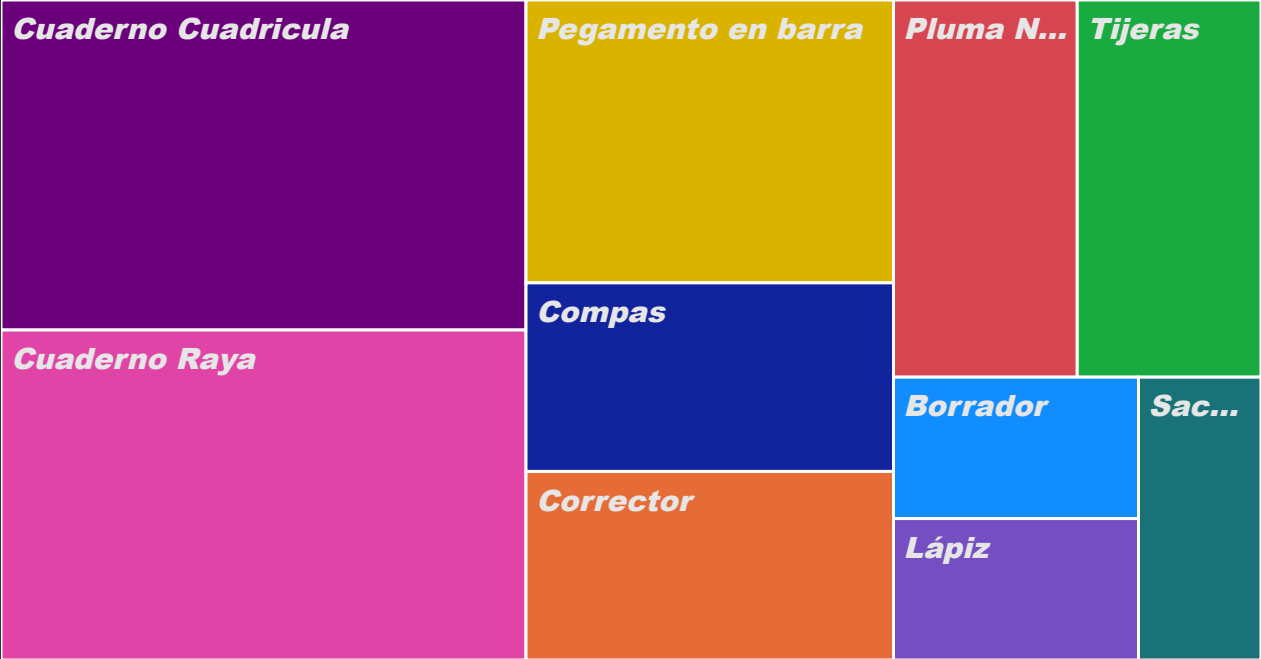 Cuaderno Cuadricula
Pegamento en barra
Pluma N...
Tijeras
Cuaderno Raya
Compas
Borrador
Sac...
Corrector
Lápiz